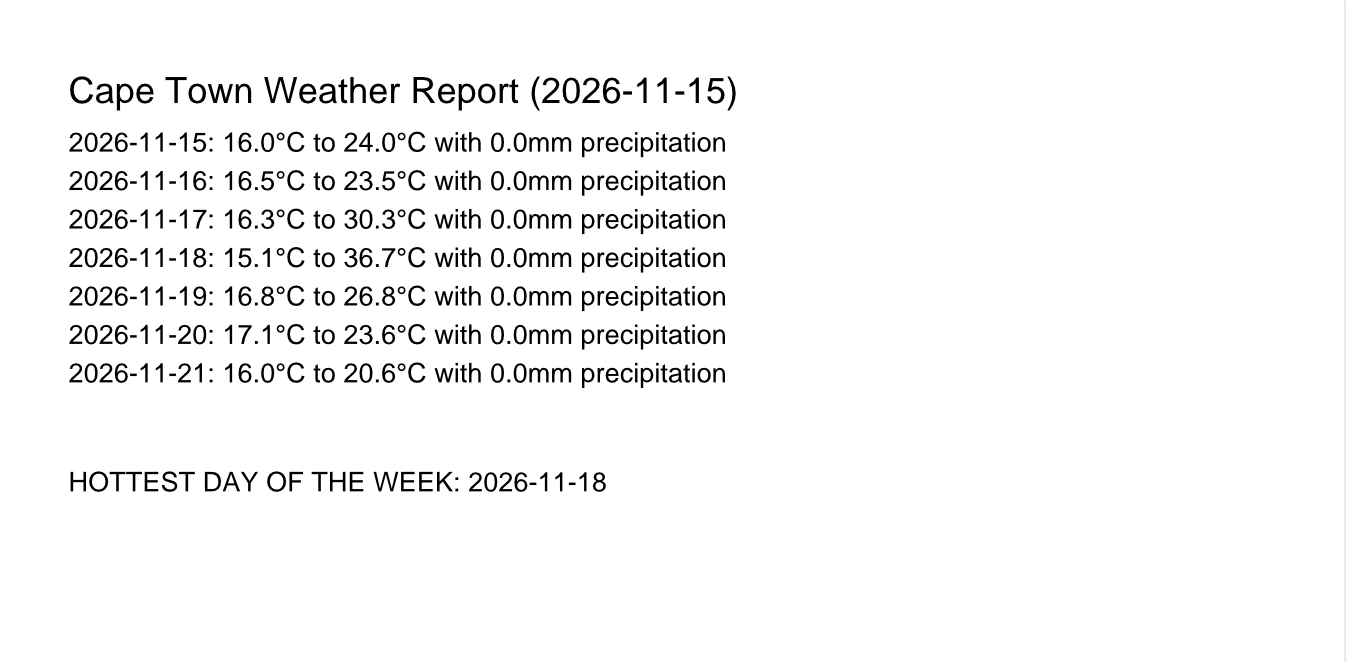 Cape Town Weather Report (2026-11-15)
2026-11-15: 16.0°C to 24.0°C with 0.0mm precipitation
2026-11-16: 16.5°C to 23.5°C with 0.0mm precipitation
2026-11-17: 16.3°C to 30.3°C with 0.0mm precipitation
2026-11-18: 15.1°C to 36.7°C with 0.0mm precipitation
2026-11-19: 16.8°C to 26.8°C with 0.0mm precipitation
2026-11-20: 17.1°C to 23.6°C with 0.0mm precipitation
2026-11-21: 16.0°C to 20.6°C with 0.0mm precipitation
HOTTEST DAY OF THE WEEK: 2026-11-18